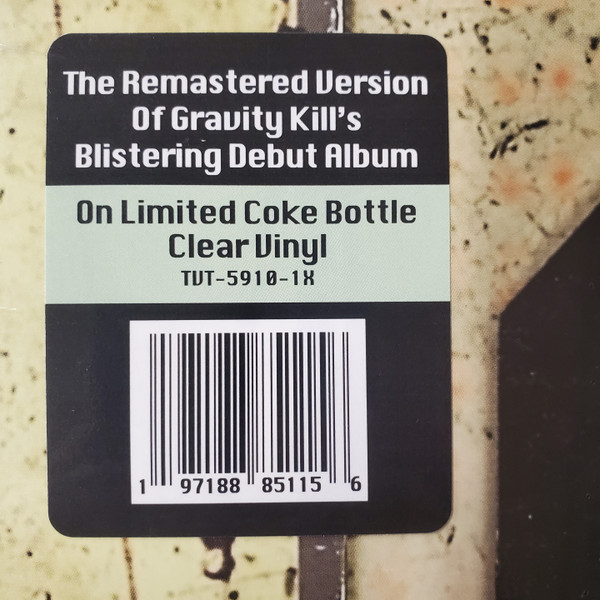 The Remastered Version
Of Gravity Kill's
Blistering Debut Album
On Limited Coke Bottle
Clear Vinyl
TVT-5910-1X
1 97188 85115 6